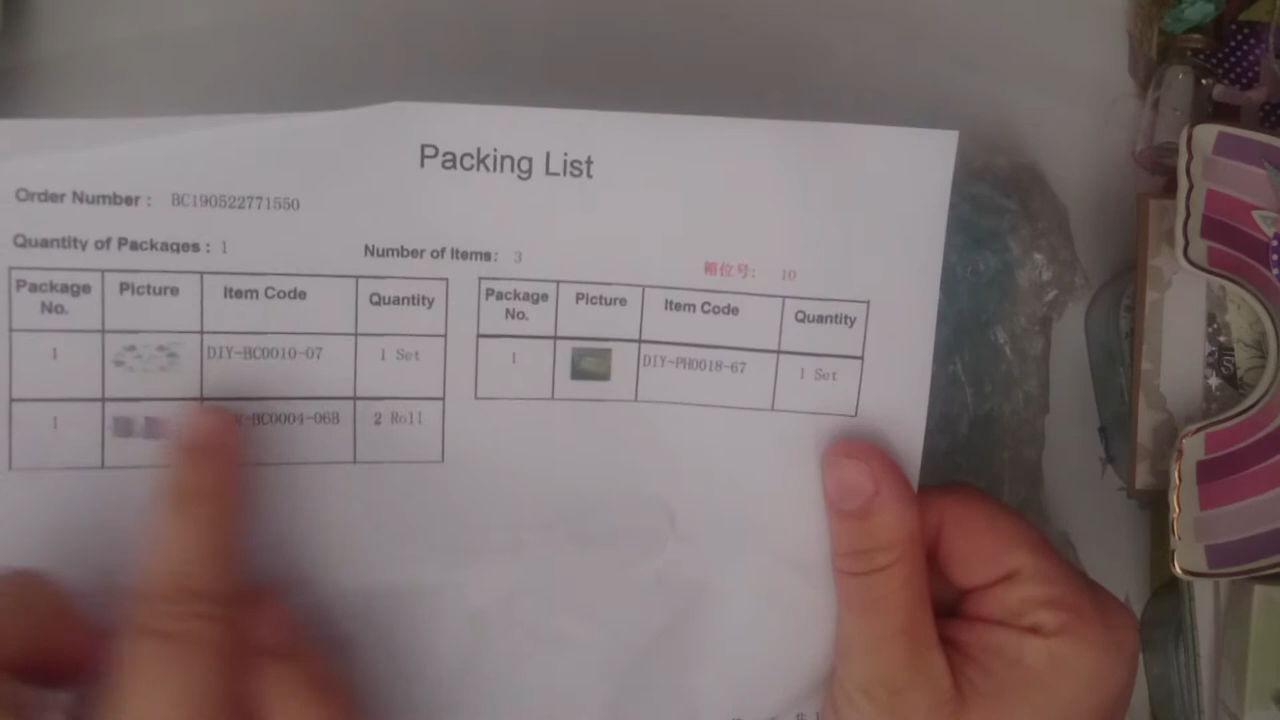 Packing List
Order Number : BC190522771550
Quantity of Packages : 1
Number of Items: 3
箱位号: 10
Package No. Picture Item Code Quantity
1 DIY-BC0010-07 1 Set
1 -BC0004-06B 2 Roll
Package No. Picture Item Code Quantity
1 DIY-PH0018-67 1 Set